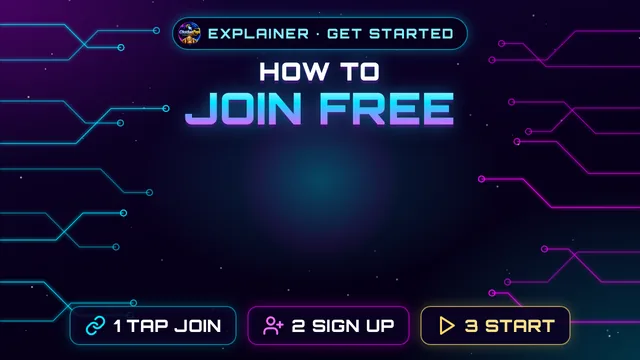 EXPLAINER · GET STARTED
HOW TO
JOIN FREE
1 TAP JOIN
2 SIGN UP
3 START